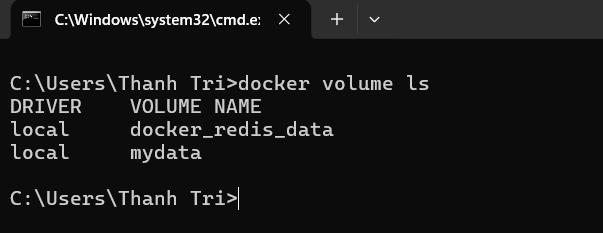 C:\Windows\system32\cmd.e
C:\Users\Thanh Tri>docker volume ls
DRIVER    VOLUME NAME
local     docker_redis_data
local     mydata
C:\Users\Thanh Tri>